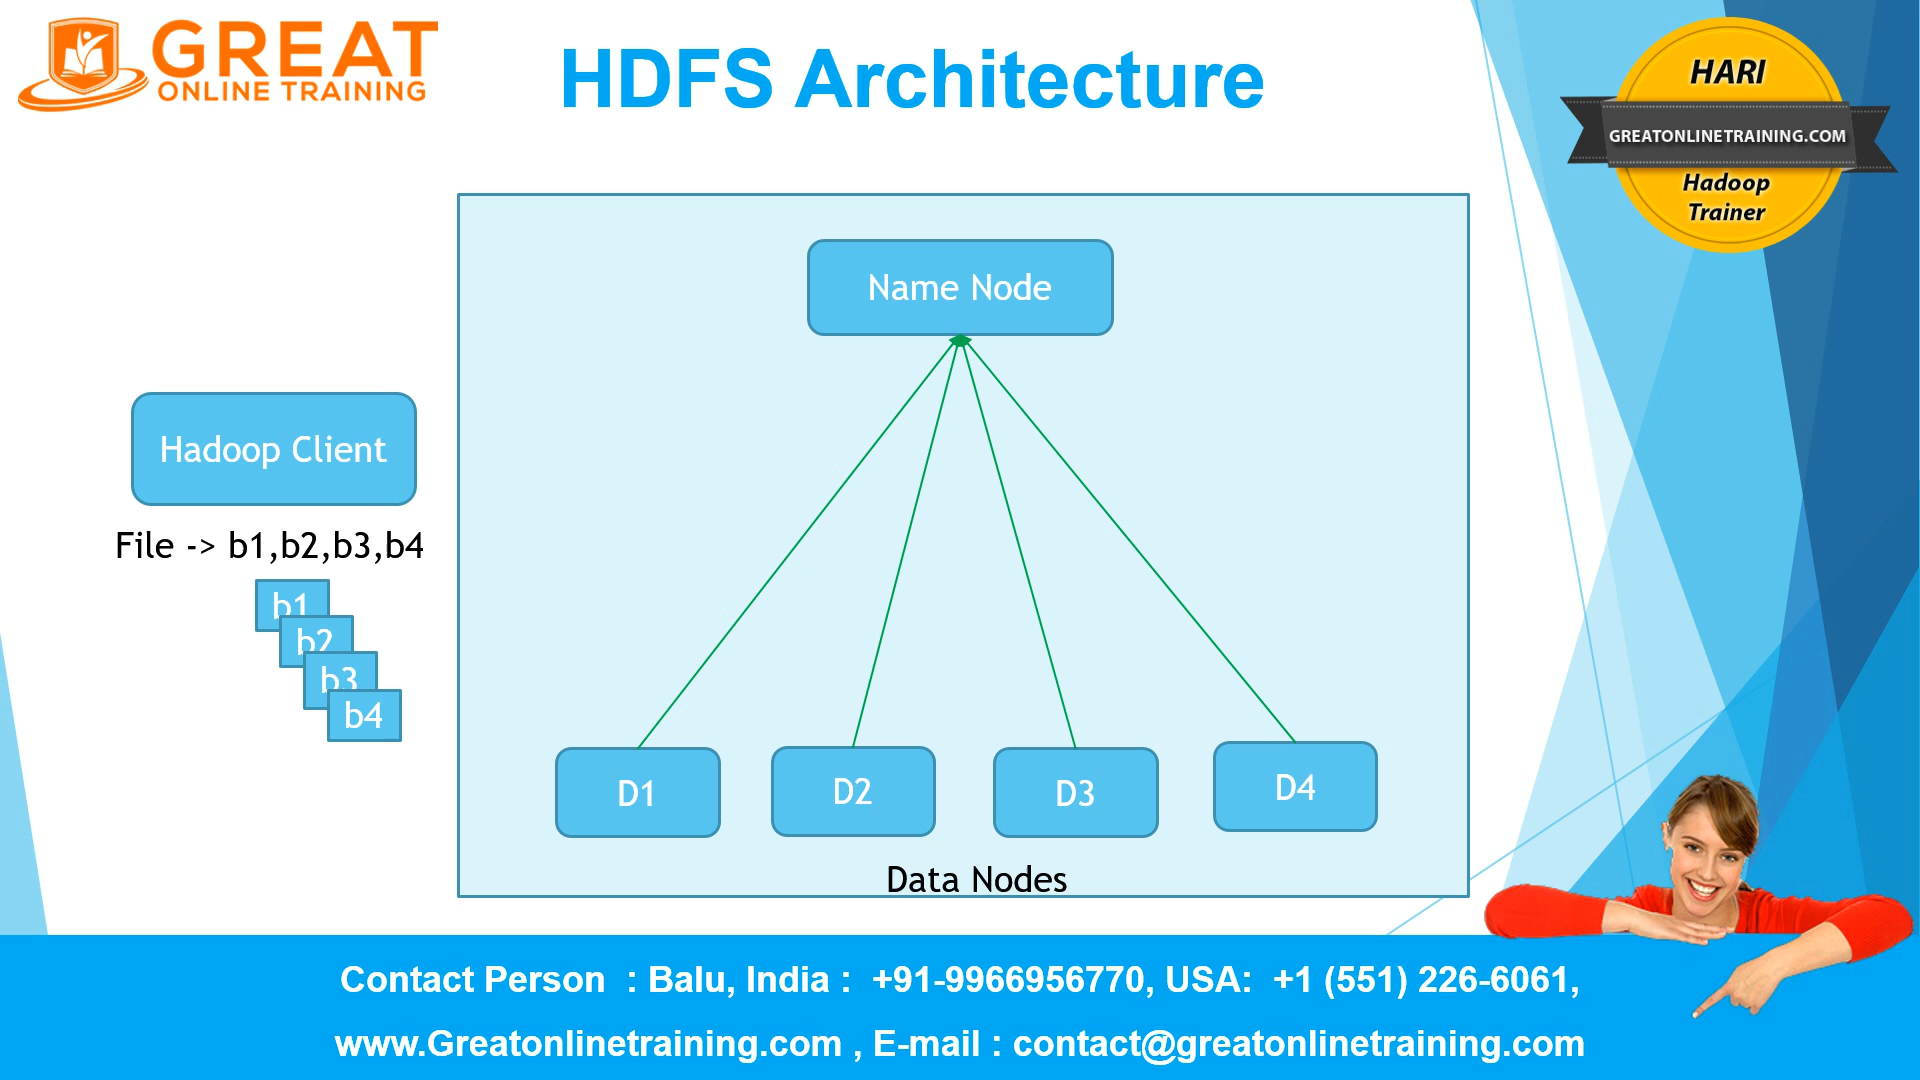 GREAT
ONLINE TRAINING
HDFS Architecture
HARI
GREATONLINETRAINING.COM
Hadoop
Trainer
Name Node
Hadoop Client
File -> b1,b2,b3,b4
b1
b2
b3
b4
D1
D2
D3
D4
Data Nodes
Contact Person : Balu, India : +91-9966956770, USA: +1 (551) 226-6061,
www.Greatonlinetraining.com , E-mail : contact@greatonlinetraining.com